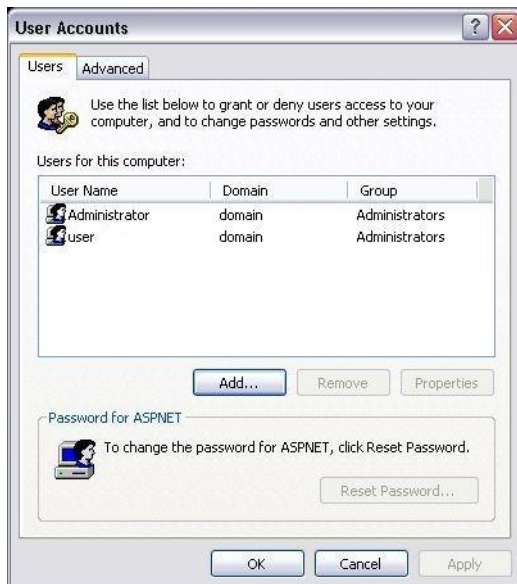 User Accounts
Users
Advanced
Use the list below to grant or deny users access to your
computer, and to change passwords and other settings.
Users for this computer:
User Name Domain Group
Administrator domain Administrators
user domain Administrators
Add... Remove Properties
Password for ASPNET
To change the password for ASPNET, click Reset Password.
Reset Password...
OK Cancel Apply